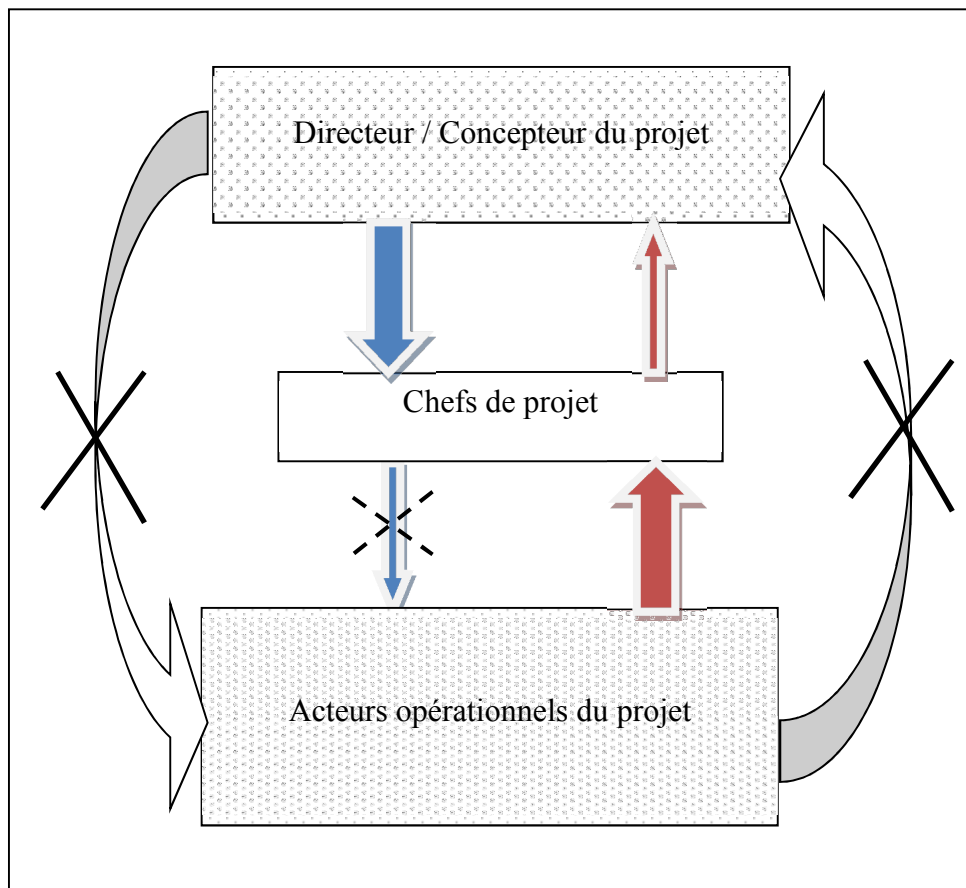 Directeur / Concepteur du projet
Chefs de projet
Acteurs opérationnels du projet